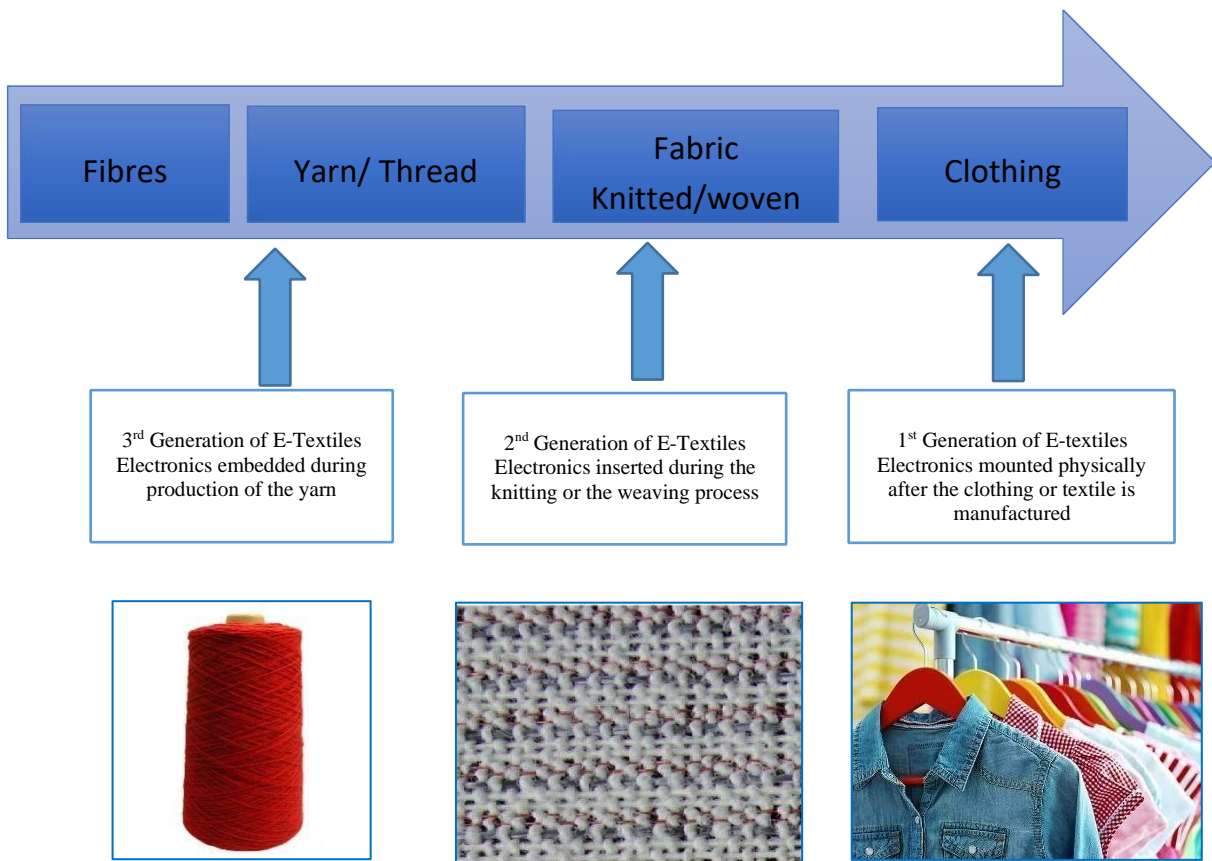 Fibres
Yarn/ Thread
Fabric
Knitted/woven
Clothing
3rd Generation of E-Textiles
Electronics embedded during
production of the yarn
2nd Generation of E-Textiles
Electronics inserted during the
knitting or the weaving process
1st Generation of E-textiles
Electronics mounted physically
after the clothing or textile is
manufactured